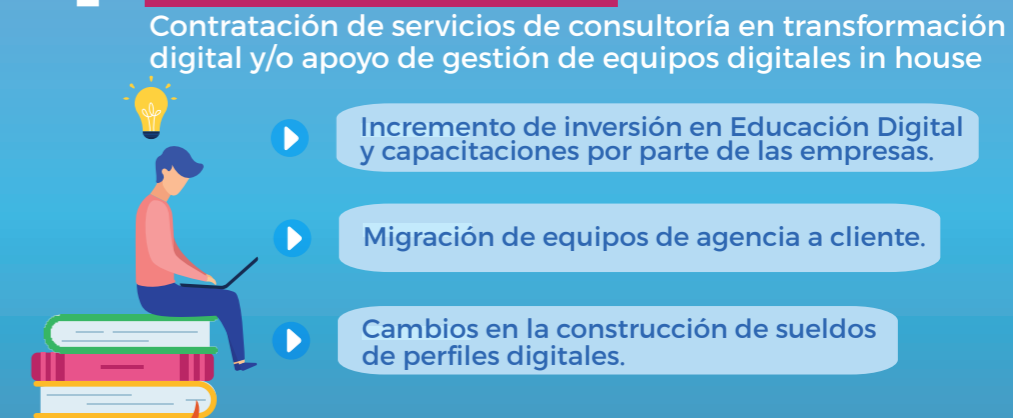 Contratación de servicios de consultoría en transformación
digital y/o apoyo de gestión de equipos digitales in house
Incremento de inversión en Educación Digital
y capacitaciones por parte de las empresas.
Migración de equipos de agencia a cliente.
Cambios en la construcción de sueldos
de perfiles digitales.